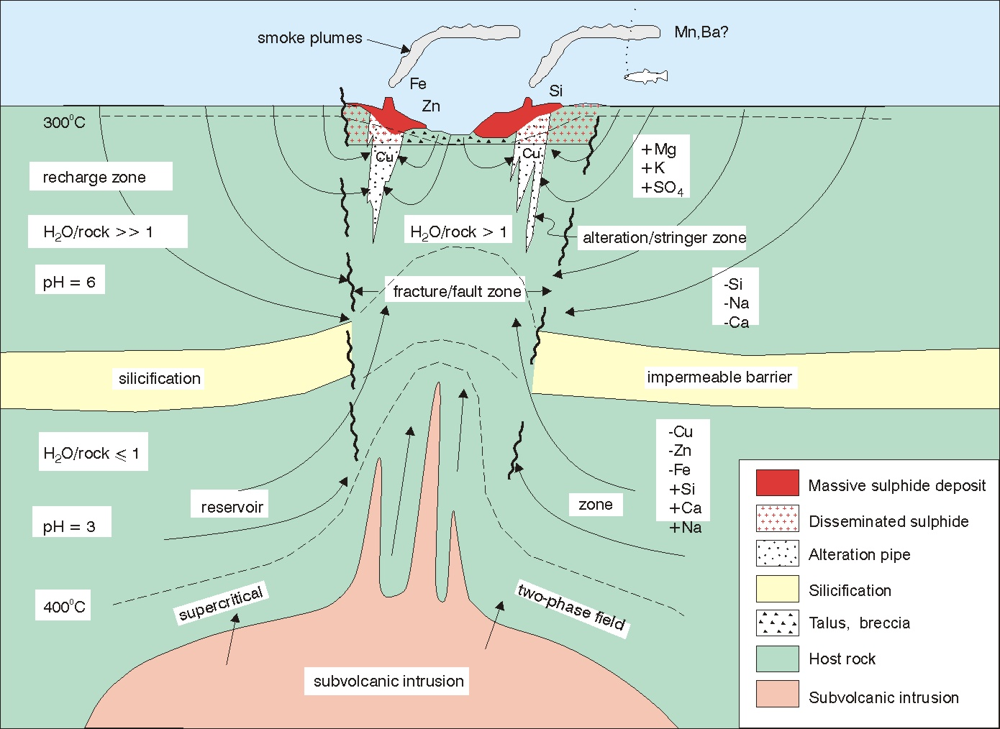 smoke plumes
Mn,Ba?
Fe
Si
Zn
300⁰C
Cu
Cu
+Mg
+K
+SO₄
recharge zone
H₂O/rock >> 1
H₂O/rock > 1
alteration/stringer zone
pH = 6
fracture/fault zone
-Si
-Na
-Ca
silicification
impermeable barrier
H₂O/rock ⩽ 1
-Cu
-Zn
-Fe
+Si
+Ca
+Na
reservoir
zone
pH = 3
400⁰C
supercritical
two-phase field
subvolcanic intrusion
Massive sulphide deposit
Disseminated sulphide
Alteration pipe
Silicification
Talus, breccia
Host rock
Subvolcanic intrusion